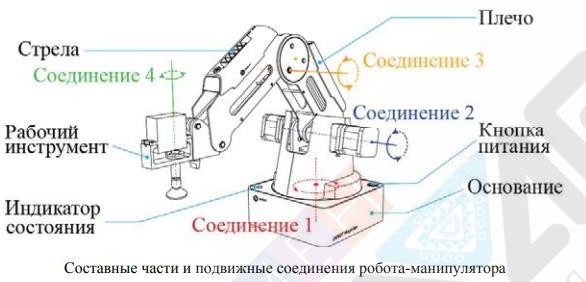 Плечо
Стрела
Соединение 4
Соединение 3
Соединение 2
Рабочий
инструмент
Кнопка
питания
Основание
Индикатор
состояния
Соединение 1
Составные части и подвижные соединения робота-манипулятора